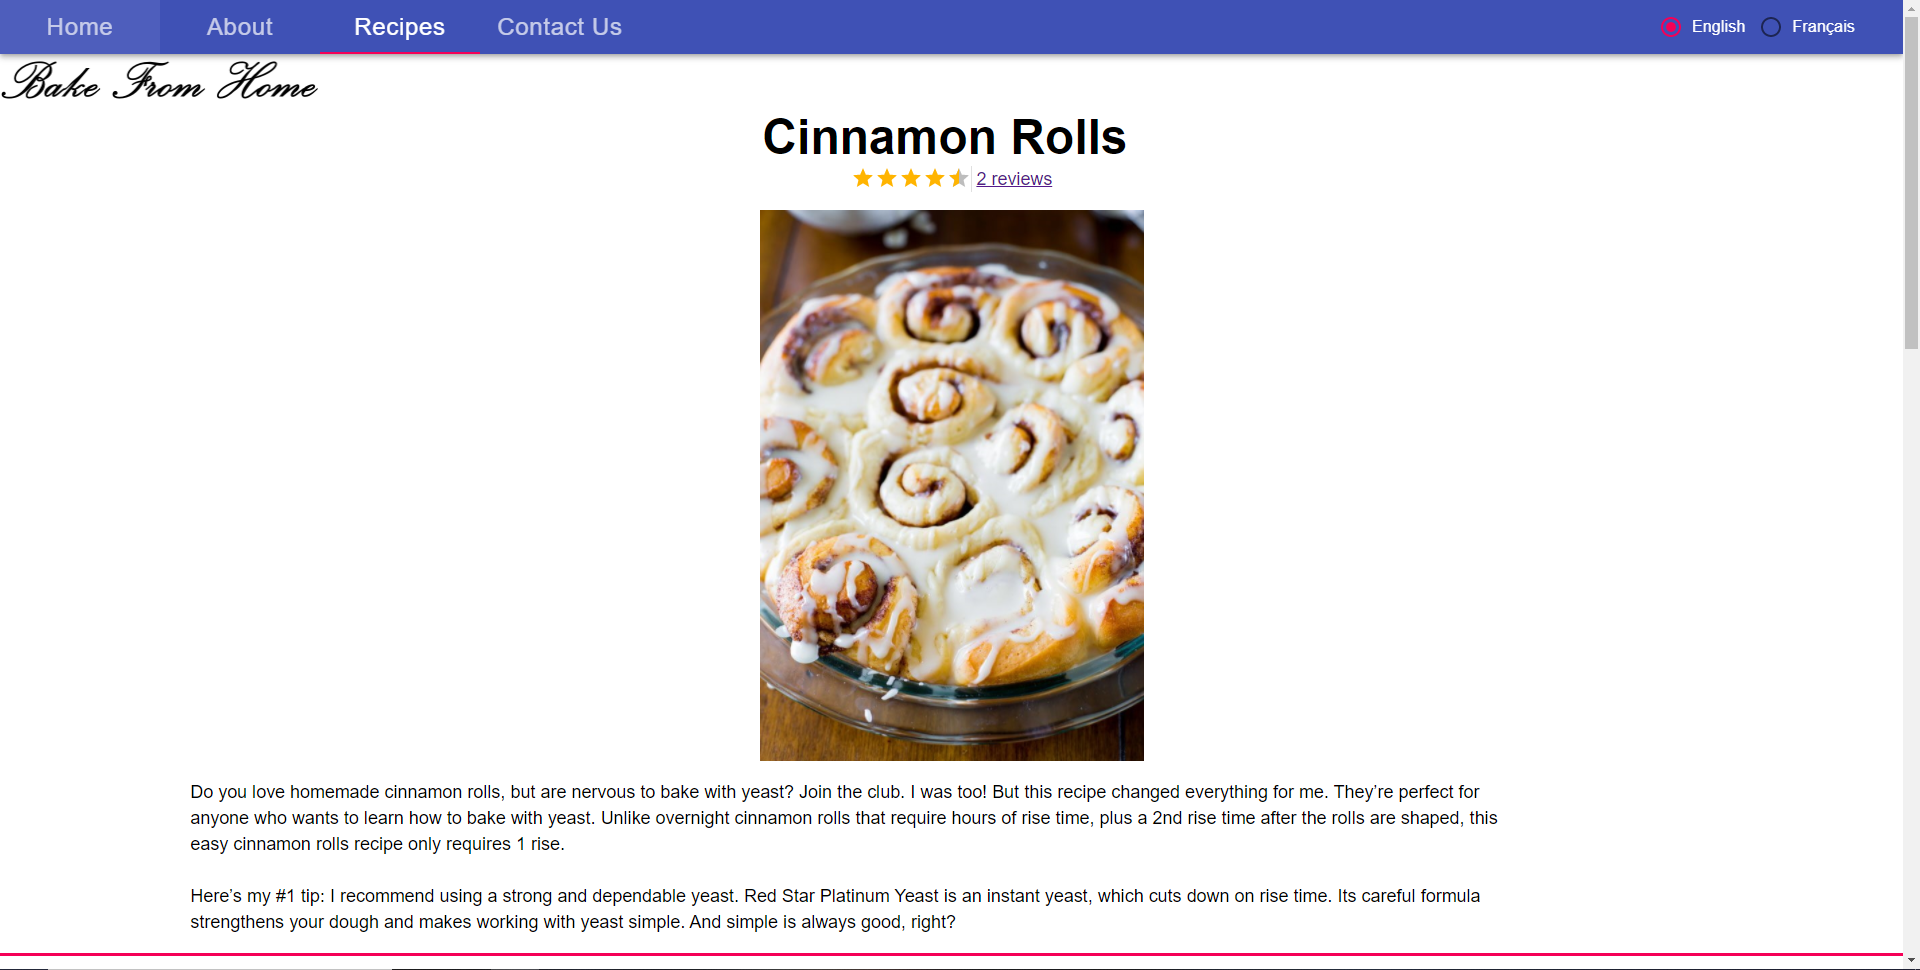 Home About Recipes Contact Us English Français
Bake From Home
Cinnamon Rolls
2 reviews
Do you love homemade cinnamon rolls, but are nervous to bake with yeast? Join the club. I was too! But this recipe changed everything for me. They’re perfect for
anyone who wants to learn how to bake with yeast. Unlike overnight cinnamon rolls that require hours of rise time, plus a 2nd rise time after the rolls are shaped, this
easy cinnamon rolls recipe only requires 1 rise.
Here’s my #1 tip: I recommend using a strong and dependable yeast. Red Star Platinum Yeast is an instant yeast, which cuts down on rise time. Its careful formula
strengthens your dough and makes working with yeast simple. And simple is always good, right?